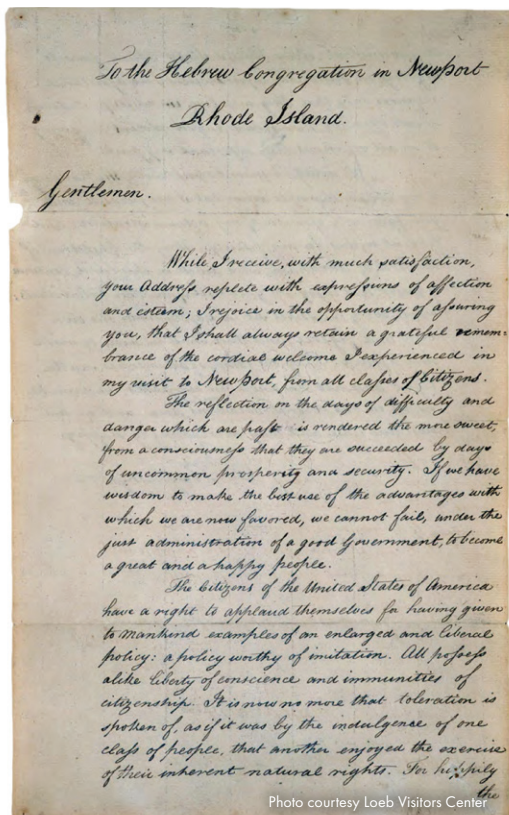 To the Hebrew Congregation in Newport
Rhode Island.
Gentlemen.
While I receive, with much satisfaction,
your Address replete with expressions of affection
and esteem; I rejoice in the opportunity of assuring
you, that I shall always retain a grateful remem-
brance of the cordial welcome I experienced in
my visit to Newport, from all classes of Citizens.
The reflection on the days of difficulty and
danger which are past is rendered the more sweet,
from a consciousness that they are succeeded by days
of uncommon prosperity and security. If we have
wisdom to make the best use of the advantages with
which we are now favored, we cannot fail, under the
just administration of a good Government, to become
a great and a happy people.
The Citizens of the United States of America
have a right to applaud themselves for having given
to mankind examples of an enlarged and liberal
policy: a policy worthy of imitation. All possess
alike liberty of conscience and immunities of
citizenship. It is now no more that toleration is
spoken of, as if it was by the indulgence of one
class of people, that another enjoyed the exercise
of their inherent natural rights. For happily
the
Photo courtesy Loeb Visitors Center